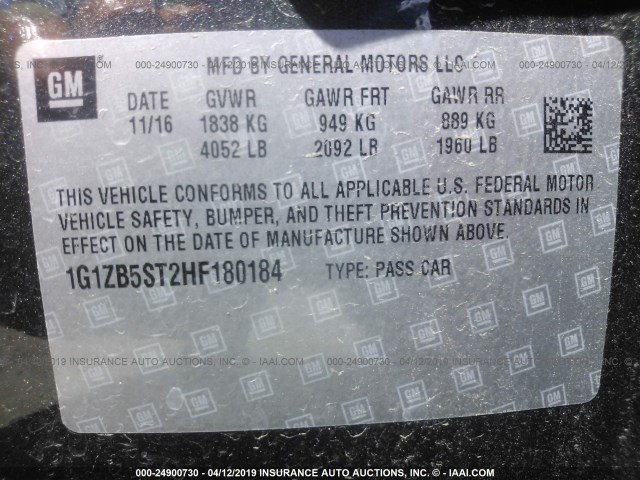 GM
MFD BY GENERAL MOTORS LLC
DATE GVWR GAWR FRT GAWR RR
11/16 1838 KG 949 KG 889 KG
4052 LB 2092 LB 1960 LB
THIS VEHICLE CONFORMS TO ALL APPLICABLE U.S. FEDERAL MOTOR
VEHICLE SAFETY, BUMPER, AND THEFT PREVENTION STANDARDS IN
EFFECT ON THE DATE OF MANUFACTURE SHOWN ABOVE.
1G1ZB5ST2HF180184 TYPE: PASS CAR
000-24900730 - 04/12/2019 INSURANCE AUTO AUCTIONS, INC. - IAAI.COM